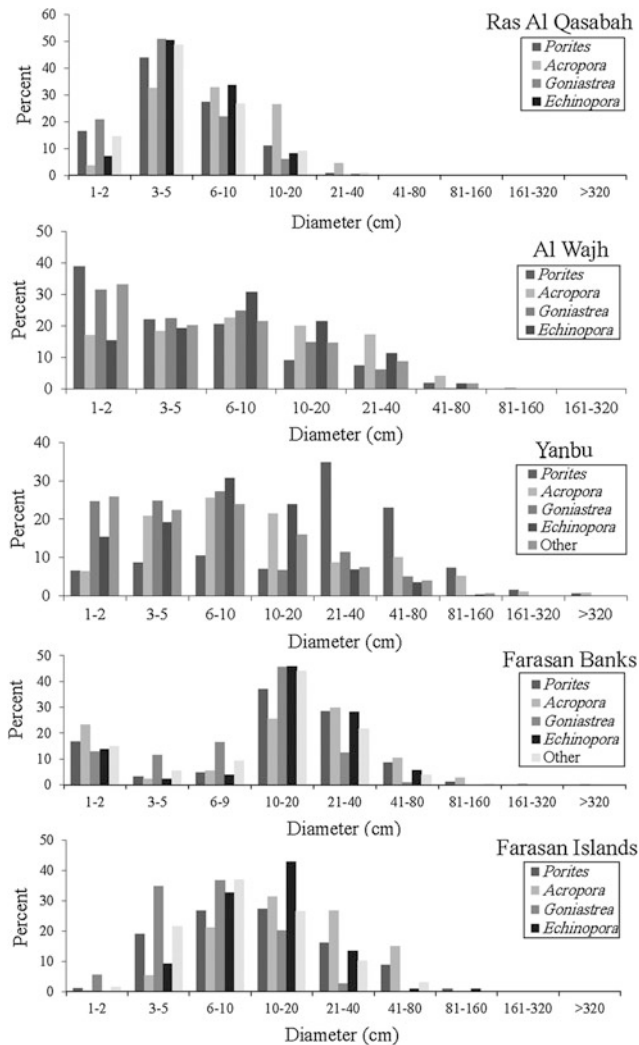 Ras Al Qasabah
Porites
Acropora
Goniastrea
Echinopora
Percent
60
50
40
30
20
10
0
1-2 3-5 6-10 10-20 21-40 41-80 81-160 161-320 >320
Diameter (cm)
Al Wajh
Porites
Acropora
Goniastrea
Echinopora
Percent
50
40
30
20
10
0
1-2 3-5 6-10 10-20 21-40 41-80 81-160 161-320
Diameter (cm)
Yanbu
Porites
Acropora
Goniastrea
Echinopora
Other
Percent
40
30
20
10
0
1-2 3-5 6-10 10-20 21-40 41-80 81-160 161-320 >320
Diameter (cm)
Farasan Banks
Porites
Acropora
Goniastrea
Echinopora
Other
Percent
50
40
30
20
10
0
1-2 3-5 6-9 10-20 21-40 41-80 81-160 161-320 >320
Diameter (cm)
Farasan Islands
Porites
Acropora
Goniastrea
Echinopora
Percent
50
40
30
20
10
0
1-2 3-5 6-10 10-20 21-40 41-80 81-160 161-320 >320
Diameter (cm)